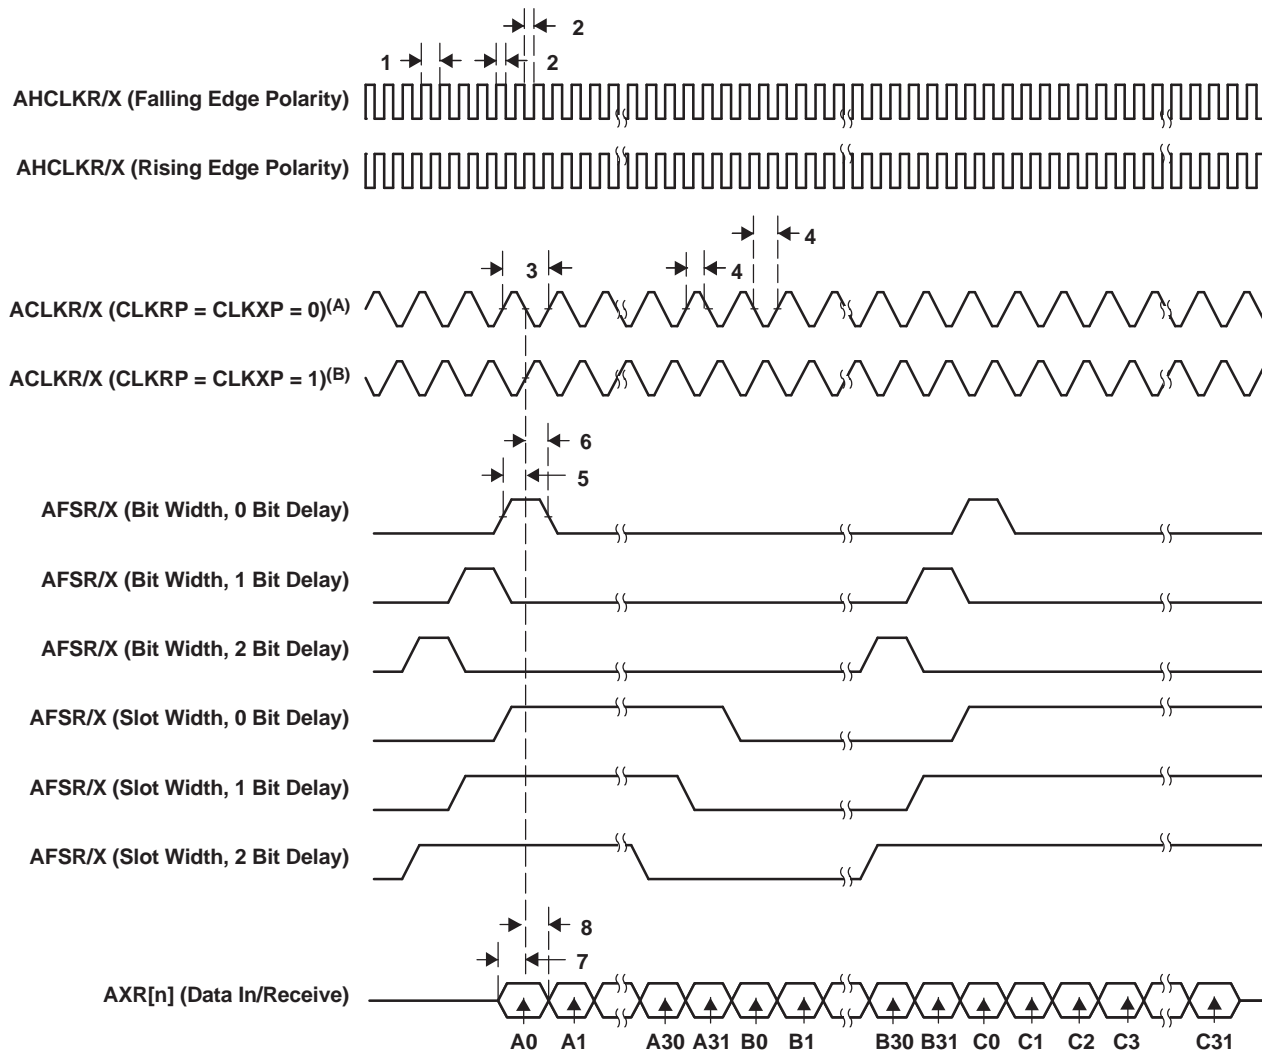 2
1 2
AHCLKR/X (Falling Edge Polarity)
AHCLKR/X (Rising Edge Polarity)
4
3 4
ACLKR/X (CLKRP = CLKXP = 0)(A)
ACLKR/X (CLKRP = CLKXP = 1)(B)
6
5
AFSR/X (Bit Width, 0 Bit Delay)
AFSR/X (Bit Width, 1 Bit Delay)
AFSR/X (Bit Width, 2 Bit Delay)
AFSR/X (Slot Width, 0 Bit Delay)
AFSR/X (Slot Width, 1 Bit Delay)
AFSR/X (Slot Width, 2 Bit Delay)
8
7
AXR[n] (Data In/Receive)
A0 A1 A30 A31 B0 B1 B30 B31 C0 C1 C2 C3 C31